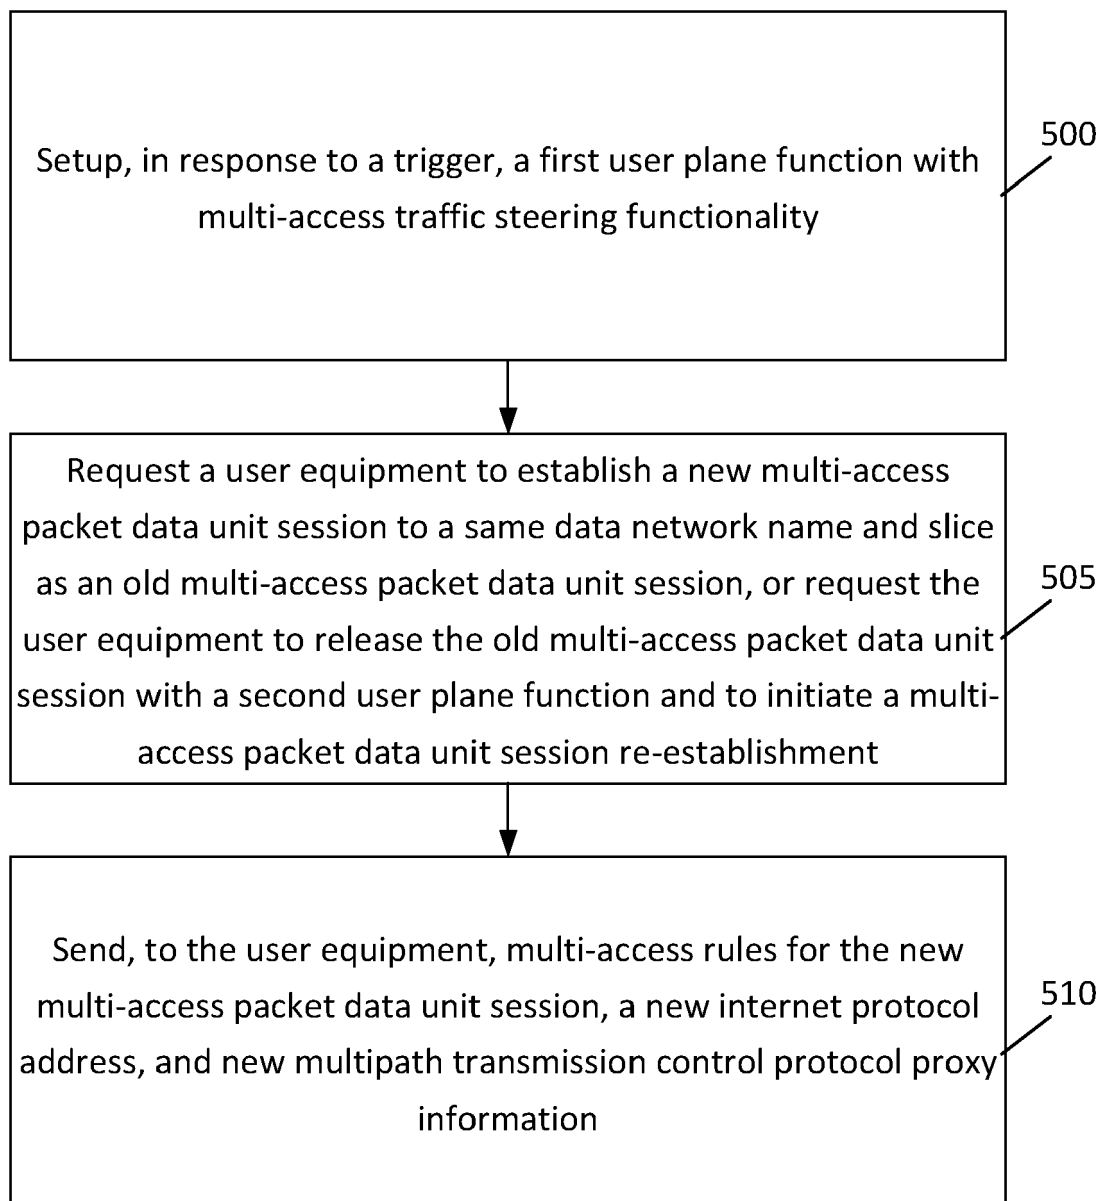 Setup, in response to a trigger, a first user plane function with
multi-access traffic steering functionality
500
Request a user equipment to establish a new multi-access
packet data unit session to a same data network name and slice
as an old multi-access packet data unit session, or request the
user equipment to release the old multi-access packet data unit
session with a second user plane function and to initiate a multi-
access packet data unit session re-establishment
505
Send, to the user equipment, multi-access rules for the new
multi-access packet data unit session, a new internet protocol
address, and new multipath transmission control protocol proxy
information
510